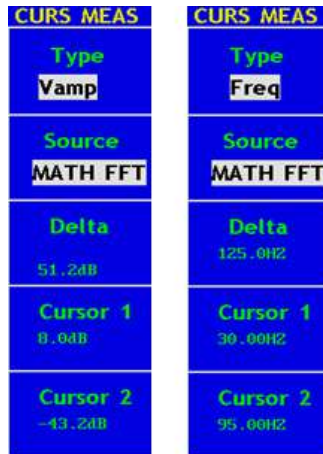 CURS MEAS
Type
Vamp
Source
MATH FFT
Delta
51.2dB
Cursor 1
8.0dB
Cursor 2
-43.2dB
CURS MEAS
Type
Freq
Source
MATH FFT
Delta
125.0HZ
Cursor 1
30.00HZ
Cursor 2
95.00HZ